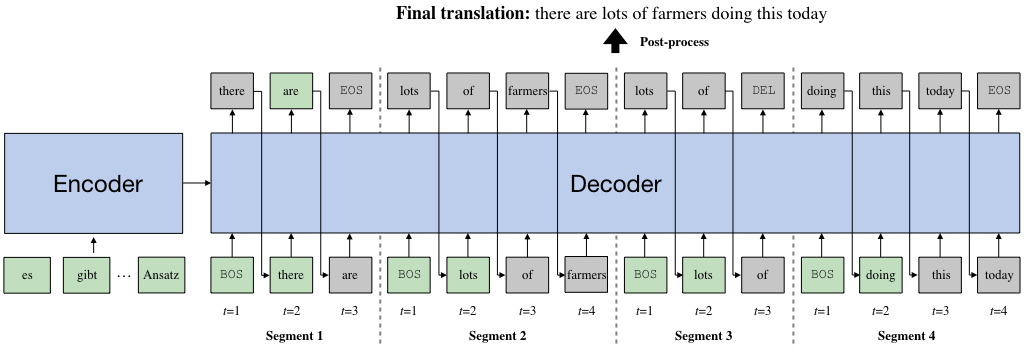 Final translation: there are lots of farmers doing this today
Post-process
there are EOS lots of farmers EOS lots of DEL doing this today EOS
Encoder Decoder
es gibt ... Ansatz BOS there are BOS lots of farmers BOS lots of BOS doing this today
t=1 t=2 t=3 t=1 t=2 t=3 t=4 t=1 t=2 t=3 t=1 t=2 t=3 t=4
Segment 1 Segment 2 Segment 3 Segment 4